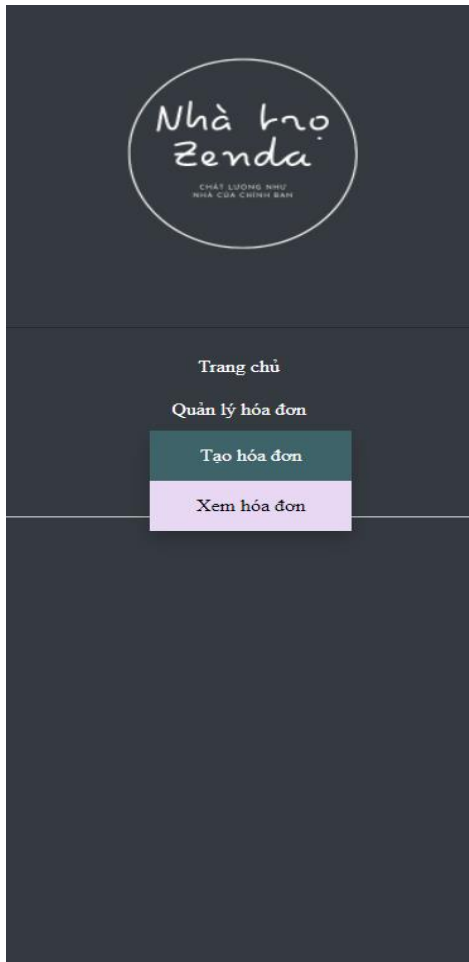 Nhà trọ
Zenda
CHẤT LƯỢNG NHƯ
NHÀ CỦA CHÍNH BẠN
Trang chủ
Quản lý hóa đơn
Tạo hóa đơn
Xem hóa đơn